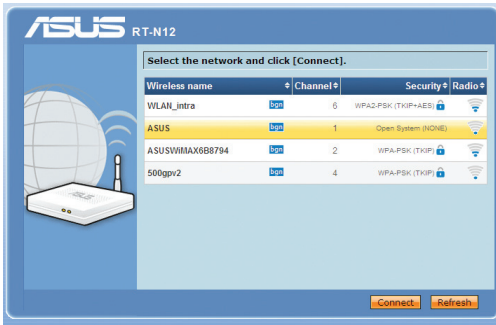 ASUS RT-N12
Select the network and click [Connect].
Wireless name Channel Security Radio
WLAN_intra bgn 6 WPA2-PSK (TKIP+AES)
ASUS bgn 1 Open System (NONE)
ASUSWiMAX6B8794 bgn 2 WPA-PSK (TKIP)
500gpv2 bgn 4 WPA-PSK (TKIP)
ASUS
Connect Refresh